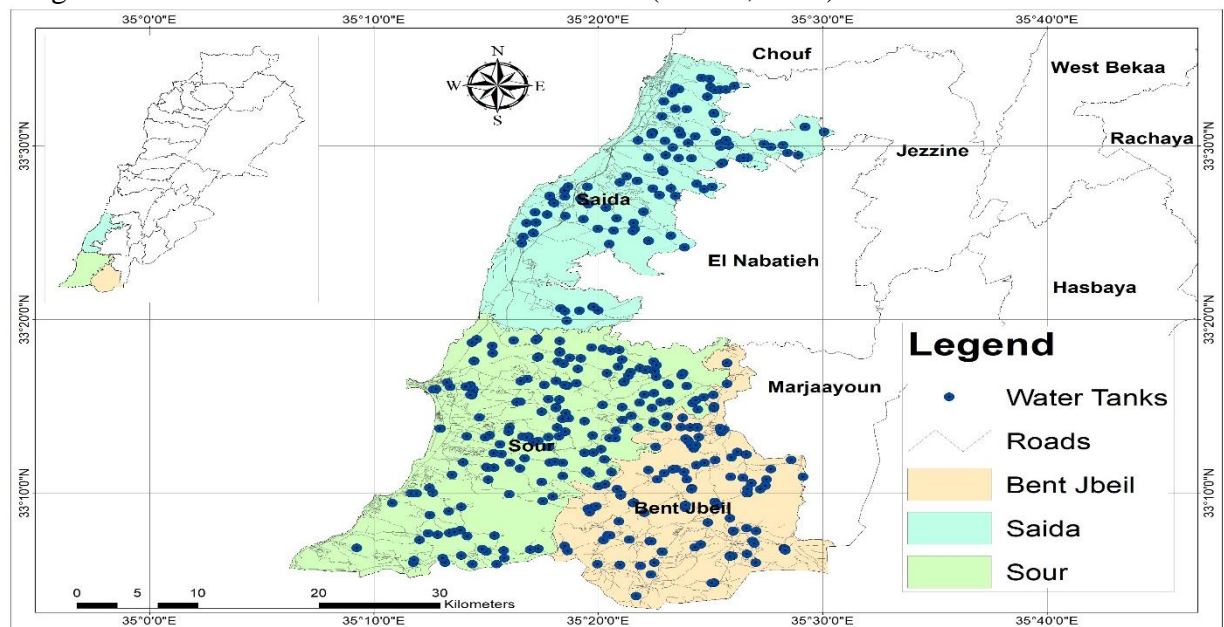 35°0'0"E 35°10'0"E 35°20'0"E 35°30'0"E 35°40'0"E
Chouf
West Bekaa
N
W E
S
33°30'0"N 33°30'0"N
Rachaya
Jezzine
Saida
El Nabatieh
Hasbaya
33°20'0"N 33°20'0"N
Legend
Marjaayoun
Water Tanks
Roads
Sour
Bent Jbeil
33°10'0"N 33°10'0"N
Bent Jbeil
Saida
Sour
0 5 10 20 30
Kilometers
35°0'0"E 35°10'0"E 35°20'0"E 35°30'0"E 35°40'0"E